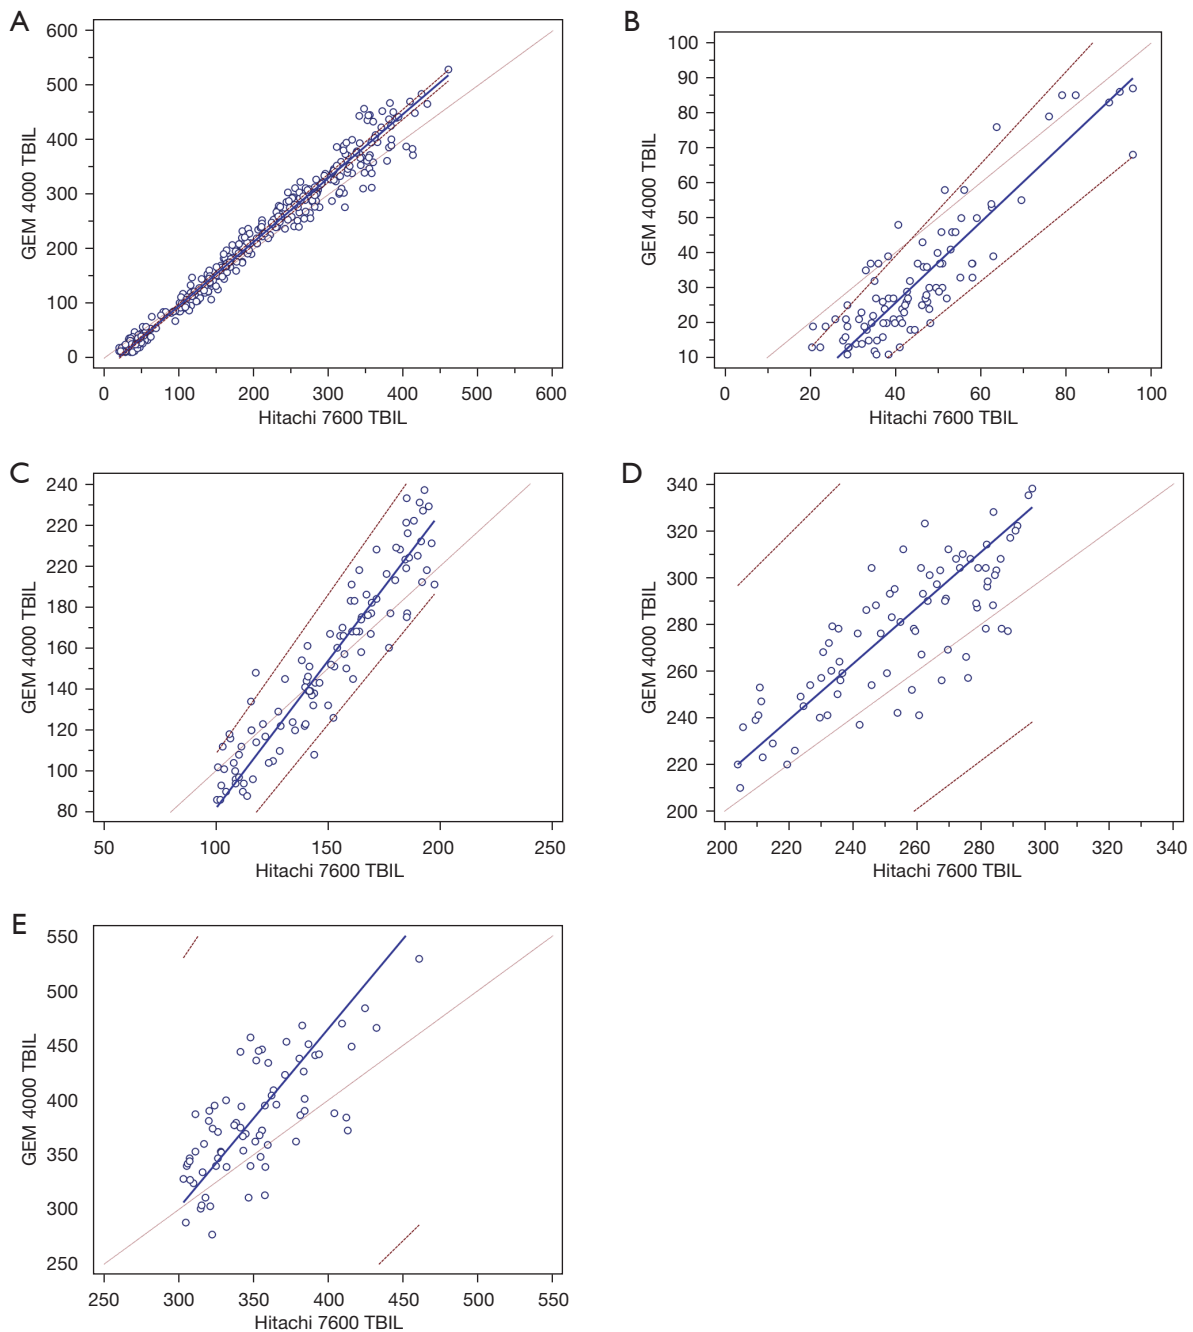 A
GEM 4000 TBIL
600
500
400
300
200
100
0
0 100 200 300 400 500 600
Hitachi 7600 TBIL
B
GEM 4000 TBIL
100
90
80
70
60
50
40
30
20
10
0 20 40 60 80 100
Hitachi 7600 TBIL
C
GEM 4000 TBIL
240
220
200
180
160
140
120
100
80
50 100 150 200 250
Hitachi 7600 TBIL
D
GEM 4000 TBIL
340
320
300
280
260
240
220
200
200 220 240 260 280 300 320 340
Hitachi 7600 TBIL
E
GEM 4000 TBIL
550
500
450
400
350
300
250
250 300 350 400 450 500 550
Hitachi 7600 TBIL